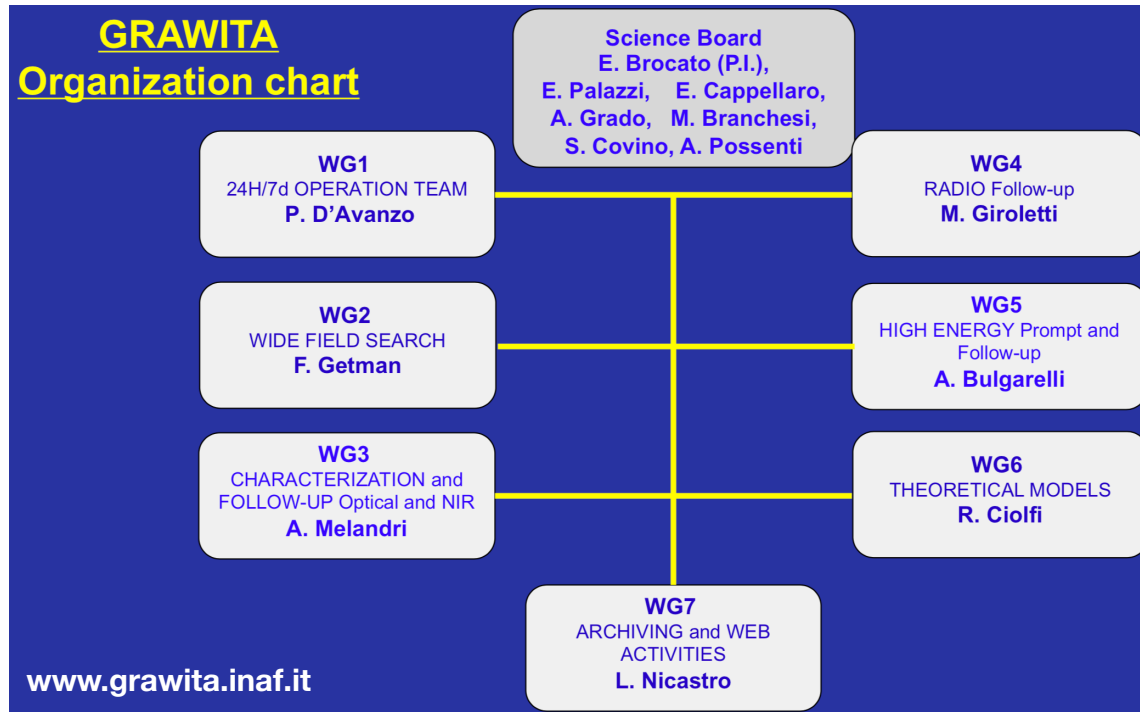 GRAWITA
Organization chart
Science Board
E. Brocato (P.I.),
E. Palazzi, E. Cappellaro,
A. Grado, M. Branchesi,
S. Covino, A. Possenti
WG1
24H/7d OPERATION TEAM
P. D’Avanzo
WG4
RADIO Follow-up
M. Giroletti
WG2
WIDE FIELD SEARCH
F. Getman
WG5
HIGH ENERGY Prompt and
Follow-up
A. Bulgarelli
WG3
CHARACTERIZATION and
FOLLOW-UP Optical and NIR
A. Melandri
WG6
THEORETICAL MODELS
R. Ciolfi
WG7
ARCHIVING and WEB
ACTIVITIES
L. Nicastro
www.grawita.inaf.it